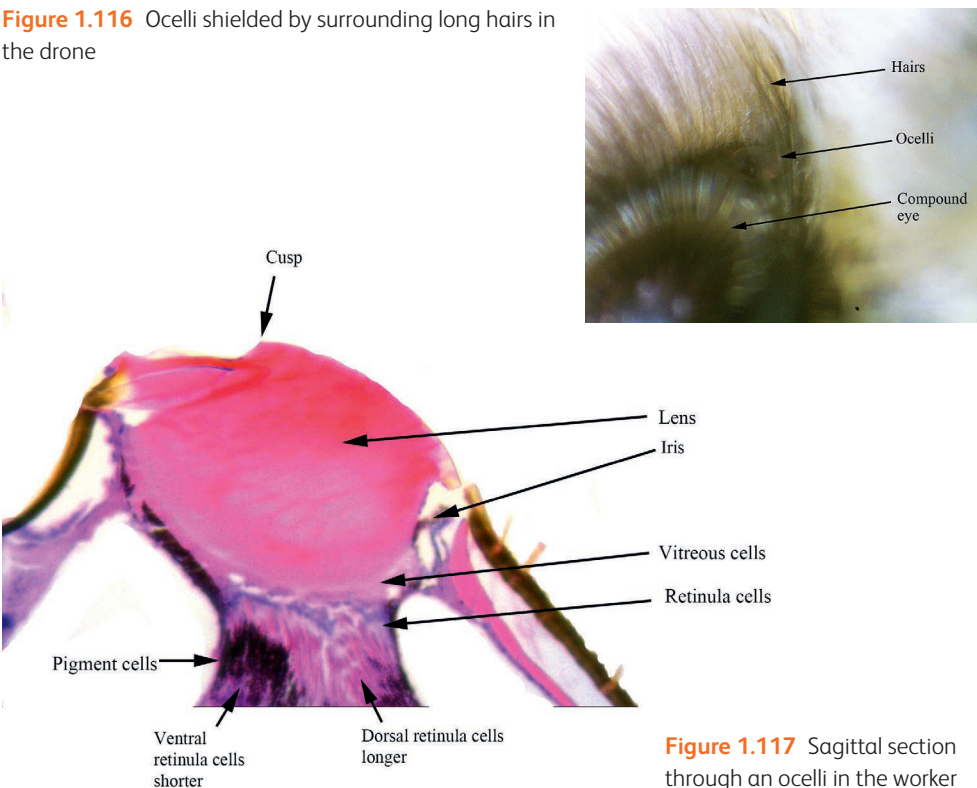 Figure 1.116 Ocelli shielded by surrounding long hairs in
the drone
Hairs
Ocelli
Compound
eye
Cusp
Lens
Iris
Vitreous cells
Retinula cells
Pigment cells
Ventral
retinula cells
shorter
Dorsal retinula cells
longer
Figure 1.117 Sagittal section
through an ocelli in the worker